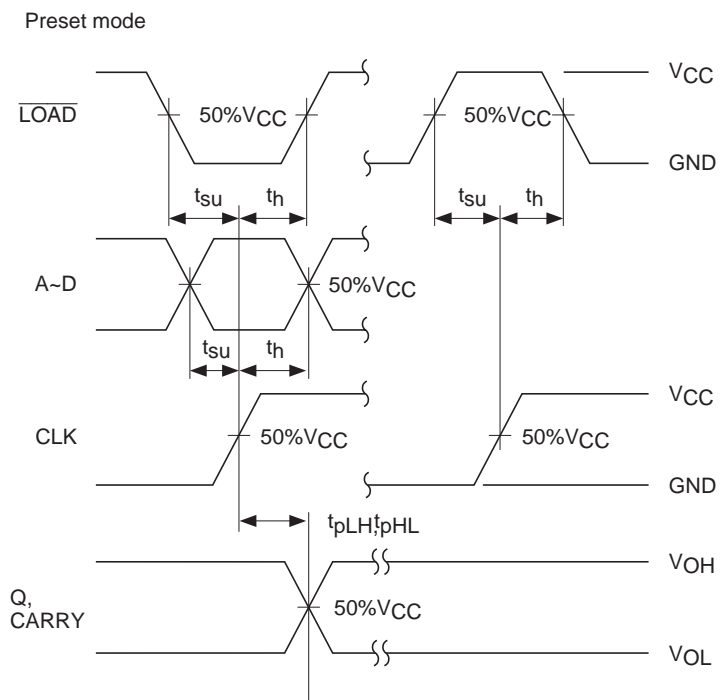 Preset mode
VCC
LOAD
50%VCC
50%VCC
GND
tsu
th
tsu
th
A~D
50%VCC
tsu
th
VCC
CLK
50%VCC
50%VCC
GND
tpLH,tpHL
VOH
Q,
CARRY
50%VCC
VOL